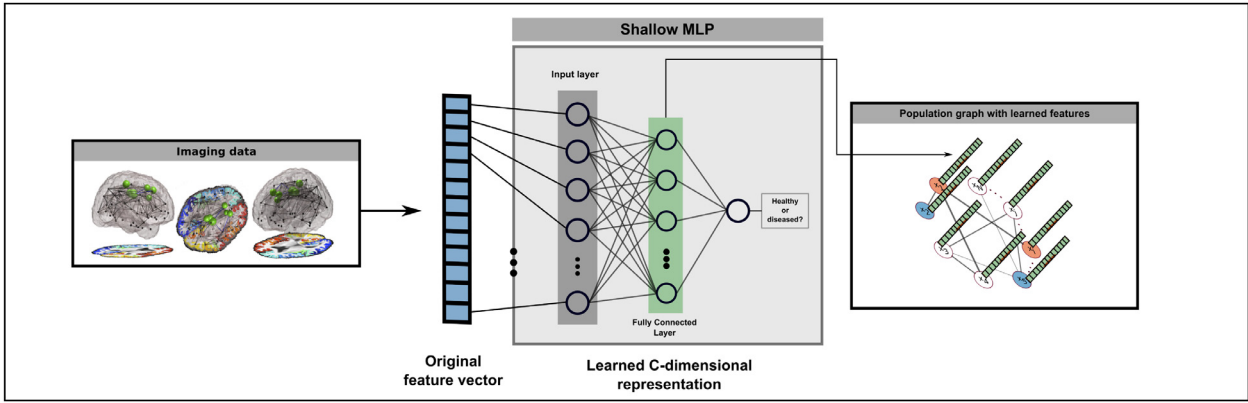 Shallow MLP
Input layer
Imaging data
Population graph with learned features
Healthy
or
diseased?
Fully Connected
Layer
Original
feature vector
Learned C-dimensional
representation